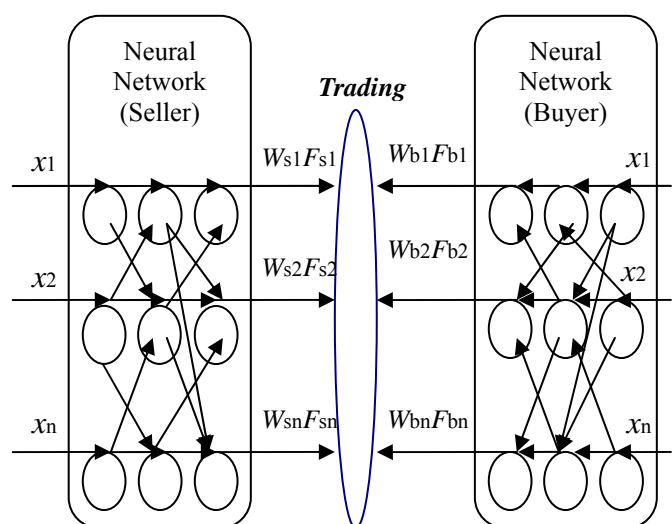 Neural
Network
(Seller)
Trading
Neural
Network
(Buyer)
x1
Ws1Fs1
Wb1Fb1
x1
x2
Ws2Fs2
Wb2Fb2
x2
xn
WsnFsn
WbnFbn
xn